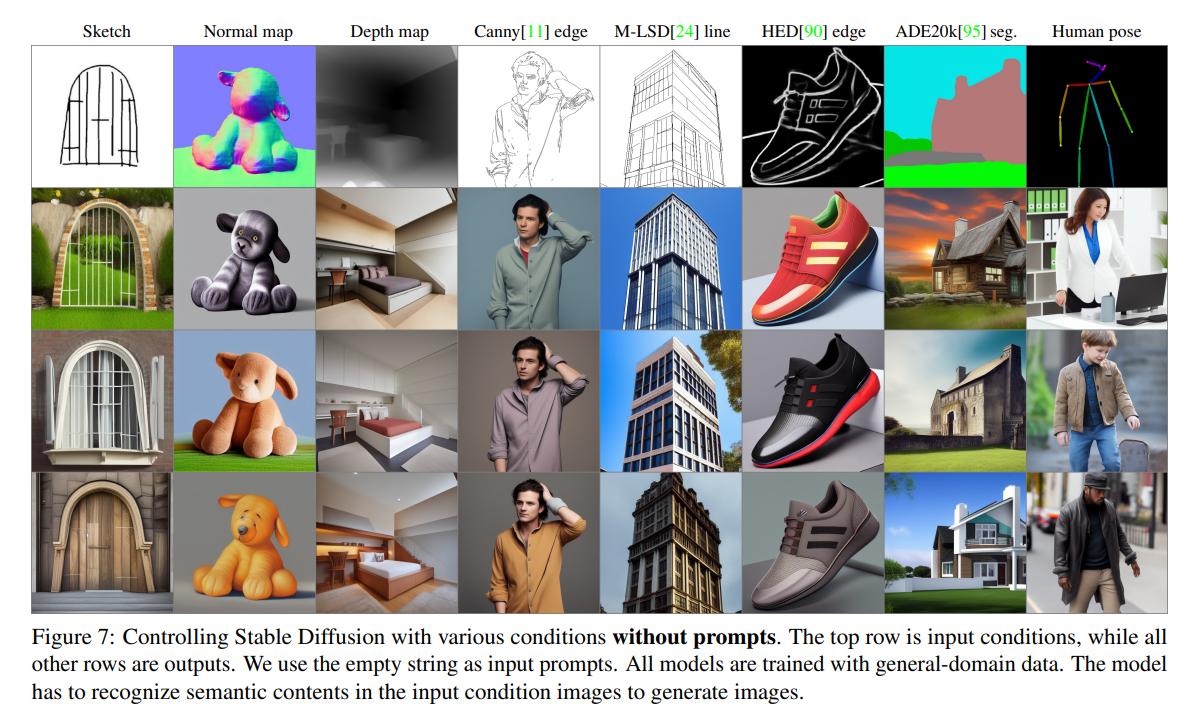 Sketch
Normal map
Depth map
Canny[11] edge
M-LSD[24] line
HED[90] edge
ADE20k[95] seg.
Human pose
Figure 7: Controlling Stable Diffusion with various conditions without prompts. The top row is input conditions, while all
other rows are outputs. We use the empty string as input prompts. All models are trained with general-domain data. The model
has to recognize semantic contents in the input condition images to generate images.